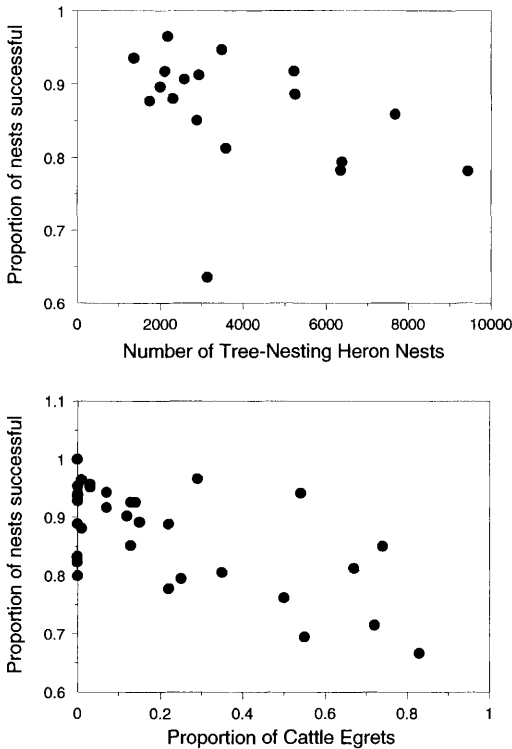 1
0.9
0.8
0.7
0.6
Proportion of nests successful
0 2000 4000 6000 8000 10000
Number of Tree-Nesting Heron Nests
1.1
1
0.9
0.8
0.7
0.6
Proportion of nests successful
0 0.2 0.4 0.6 0.8 1
Proportion of Cattle Egrets